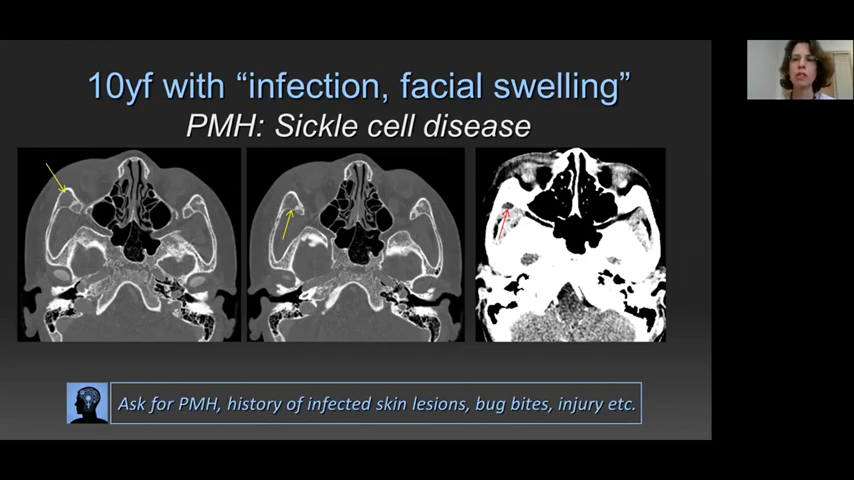 10yf with “infection, facial swelling”
PMH: Sickle cell disease
Ask for PMH, history of infected skin lesions, bug bites, injury etc.